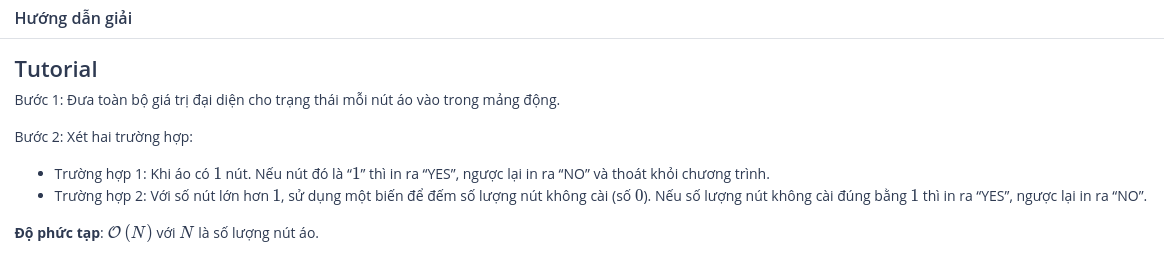 Hướng dẫn giải
Tutorial
Bước 1: Đưa toàn bộ giá trị đại diện cho trạng thái mỗi nút áo vào trong mảng động.
Bước 2: Xét hai trường hợp:
• Trường hợp 1: Khi áo có 1 nút. Nếu nút đó là “1” thì in ra “YES”, ngược lại in ra “NO” và thoát khỏi chương trình.
• Trường hợp 2: Với số nút lớn hơn 1, sử dụng một biến để đếm số lượng nút không cài (số 0). Nếu số lượng nút không cài đúng bằng 1 thì in ra “YES”, ngược lại in ra “NO”.
Độ phức tạp: O (N) với N là số lượng nút áo.